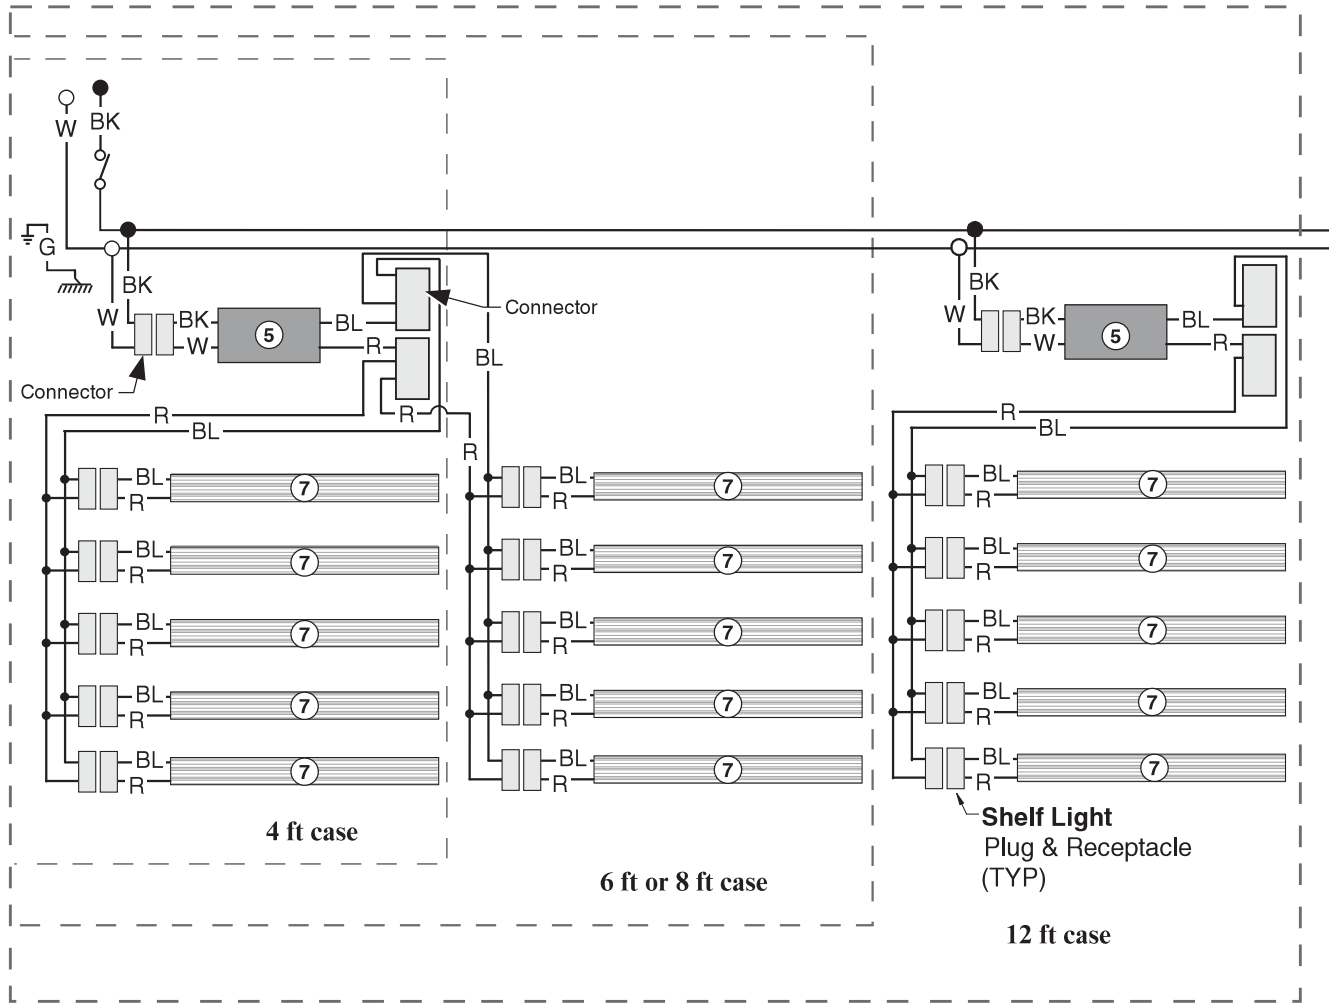 W
BK
G
BK
W
BK
W
5
BL
R
Connector
Connector
BL
R
R
BL
R
BK
W
BK
W
5
BL
R
R
BL
BL
R
7
BL
R
7
BL
R
7
BL
R
7
BL
R
7
BL
R
7
BL
R
7
BL
R
7
BL
R
7
BL
R
7
BL
R
7
BL
R
7
BL
R
7
BL
R
7
BL
R
7
Shelf Light
Plug & Receptacle
(TYP)
4 ft case
6 ft or 8 ft case
12 ft case